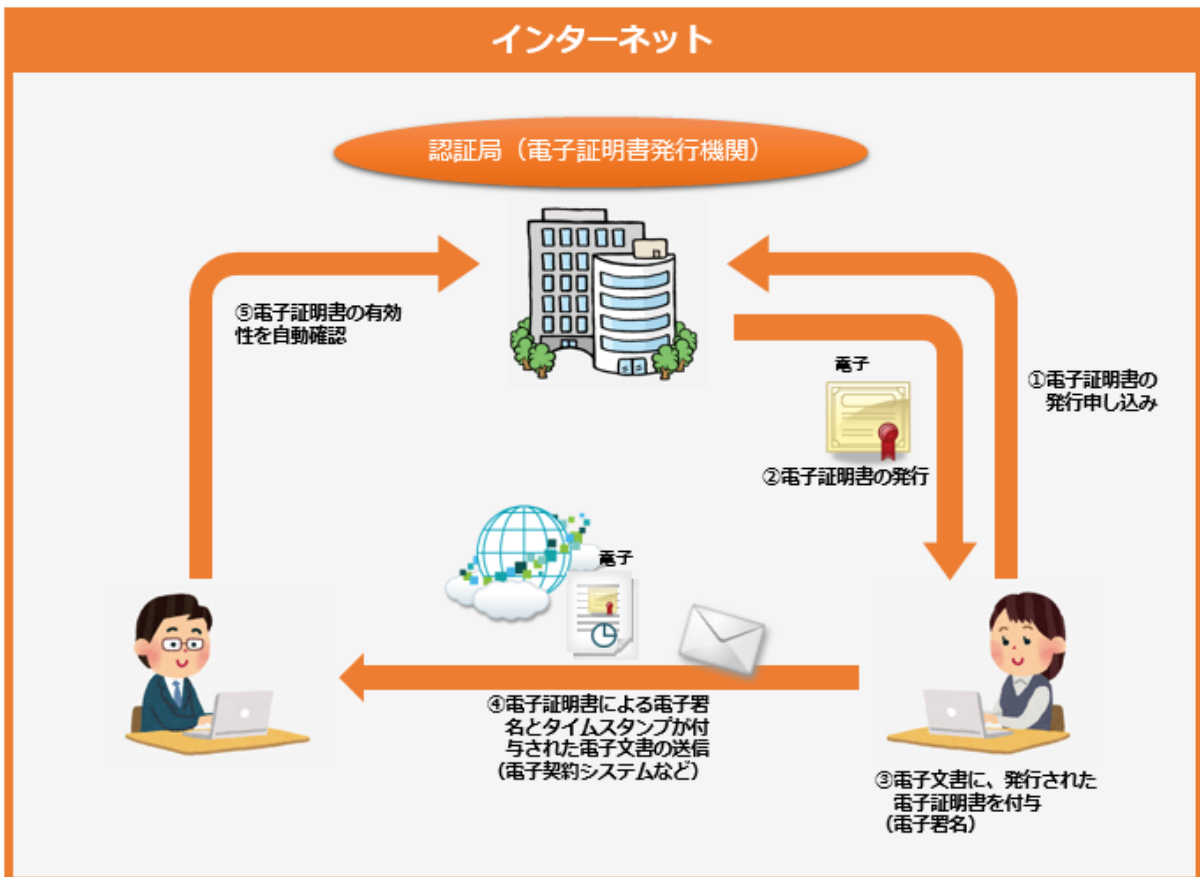 インターネット
認証局（電子証明書発行機関）
⑤電子証明書の有効
性を自動確認
電子
①電子証明書の
発行申し込み
②電子証明書の発行
電子
④電子証明書による電子署
名とタイムスタンプが付
与された電子文書の送信
（電子契約システムなど）
③電子文書に、発行された
電子証明書を付与
（電子署名）